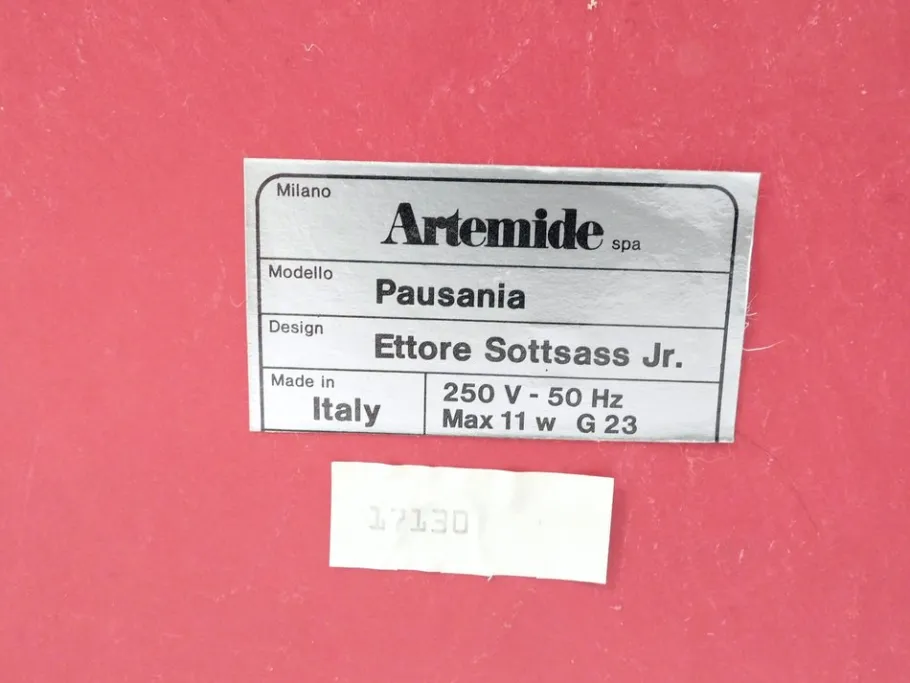 Milano
Artemide spa
Modello
Pausania
Design
Ettore Sottsass Jr.
Made in
Italy
250 V - 50 Hz
Max 11 w G 23
17130